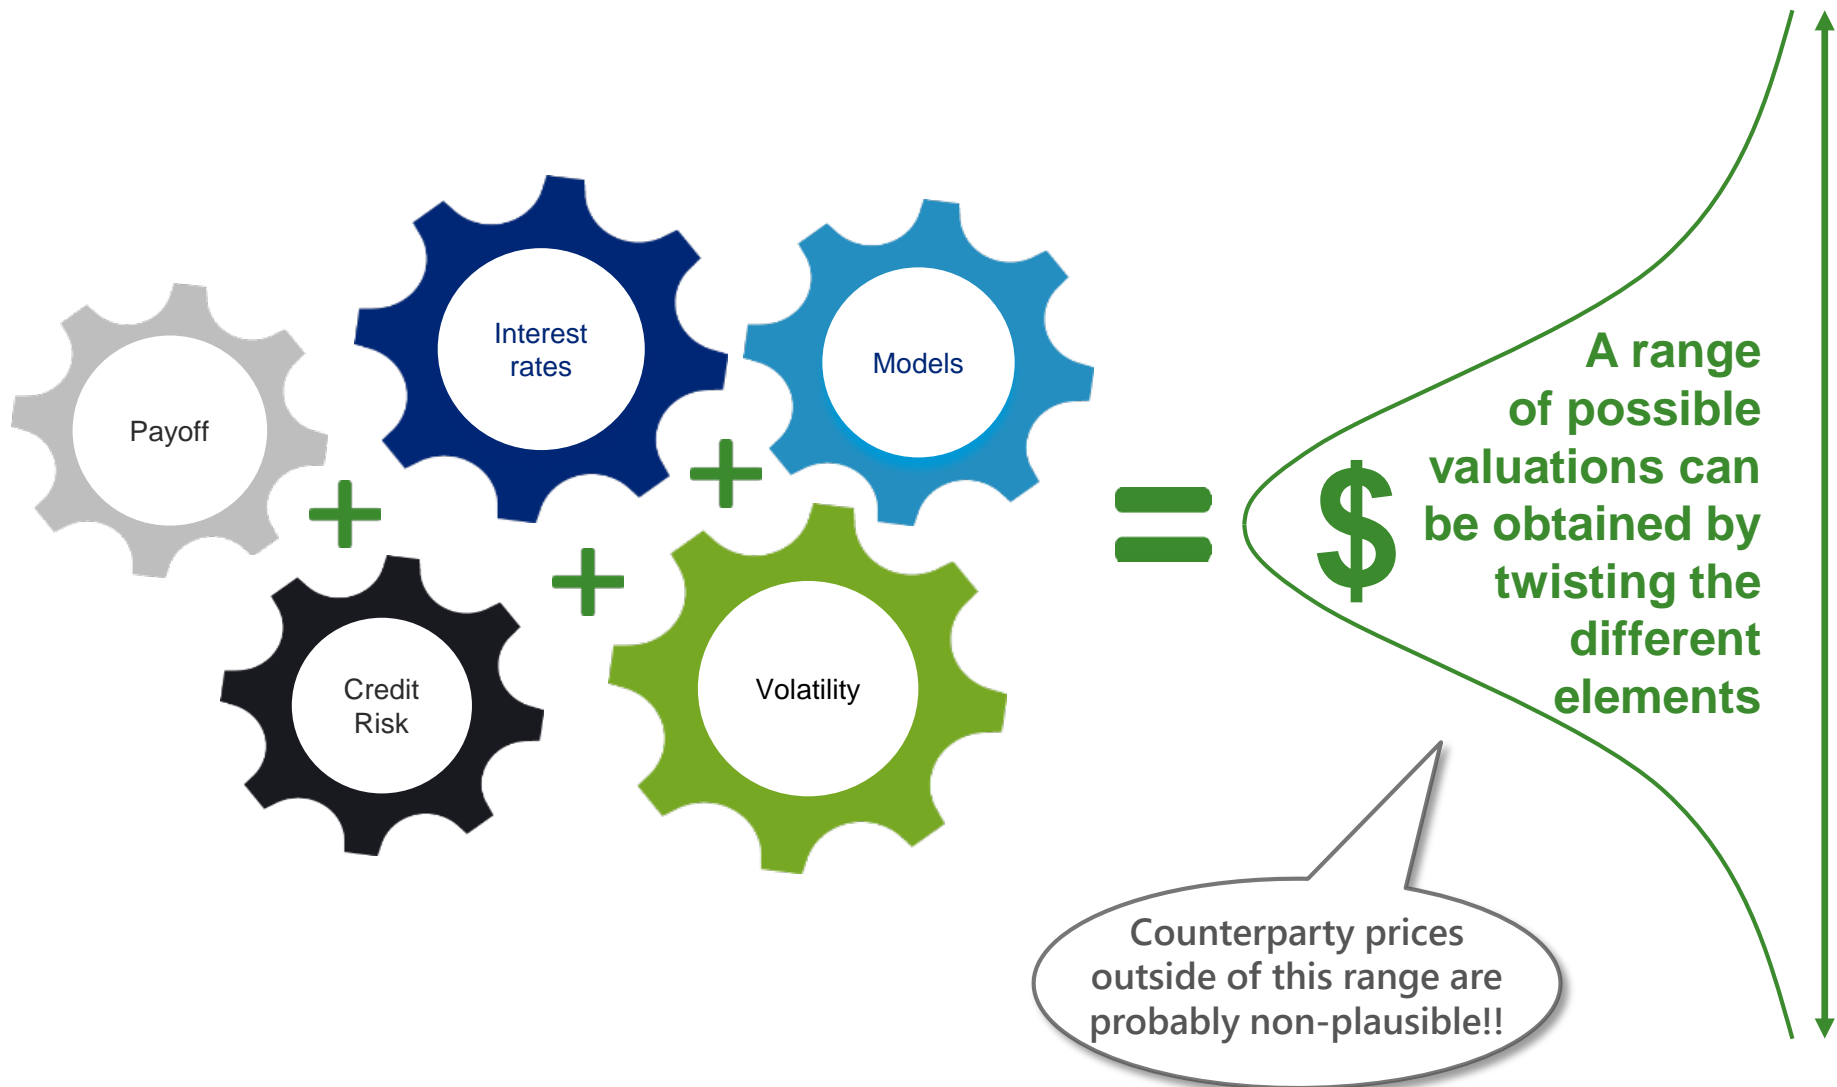 Payoff
Interest
rates
Models
Credit
Risk
Volatility
$
A range
of possible
valuations can
be obtained by
twisting the
different
elements
Counterparty prices
outside of this range are
probably non-plausible!!